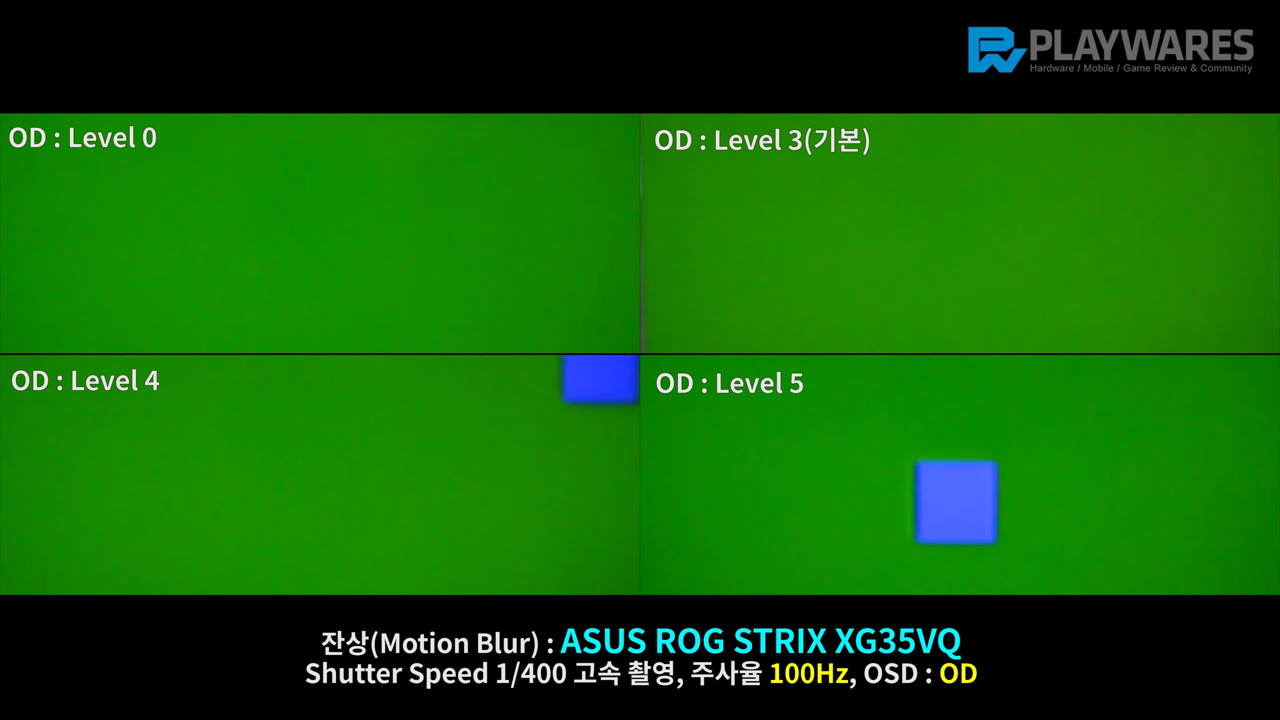 PLAYWARES
Hardware / Mobile / Game Review & Community
OD : Level 0
OD : Level 3(기본)
OD : Level 4
OD : Level 5
잔상(Motion Blur) : ASUS ROG STRIX XG35VQ
Shutter Speed 1/400 고속 촬영, 주사율 100Hz, OSD : OD